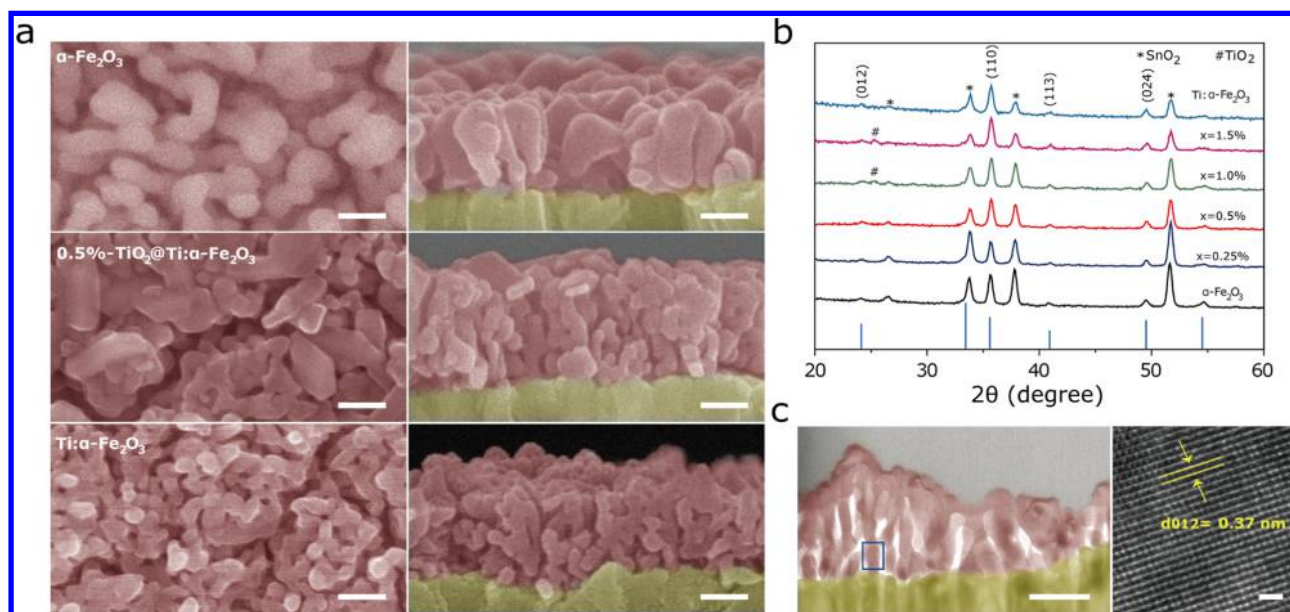 a
α-Fe₂O₃
0.5%-TiO₂@Ti:α-Fe₂O₃
Ti:α-Fe₂O₃
b
*SnO₂ #TiO₂
(012) * * (110) * (113) (024) * Ti:α-Fe₂O₃
# x=1.5%
# x=1.0%
x=0.5%
x=0.25%
α-Fe₂O₃
20 30 40 50 60
2θ (degree)
c
d012= 0.37 nm